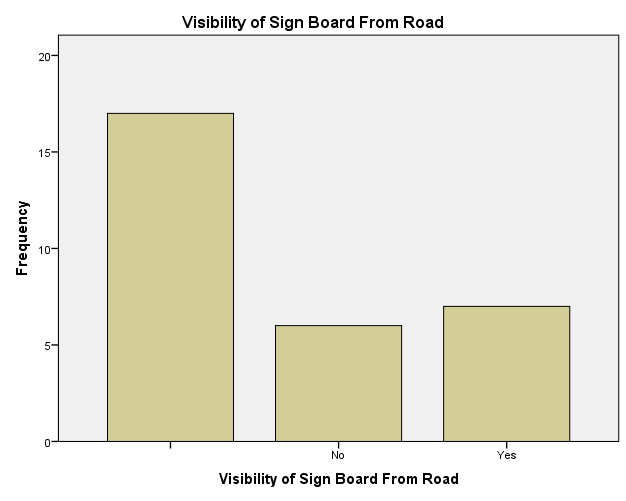 Visibility of Sign Board From Road
20
15
10
5
0
Frequency
No Yes
Visibility of Sign Board From Road